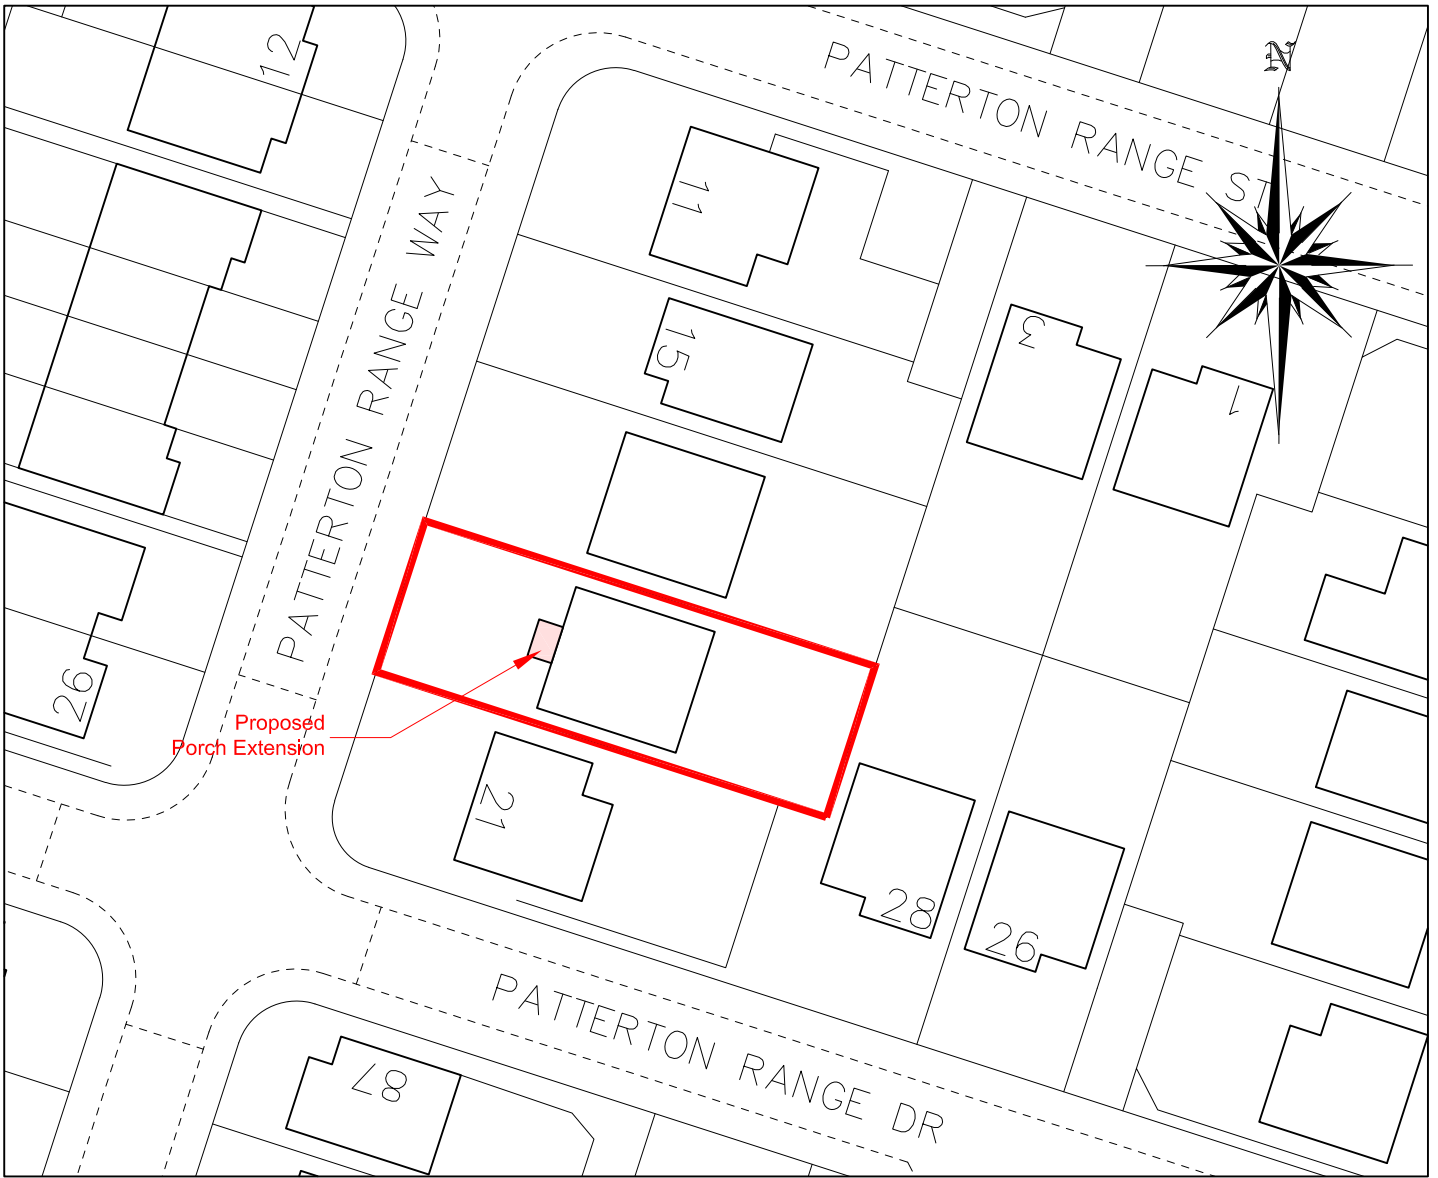 12
N
PATTERTON RANGE ST
PATTERTON RANGE WAY
11
15
3
1
26
Proposed
Porch Extension
21
28
26
PATTERTON RANGE DR
87